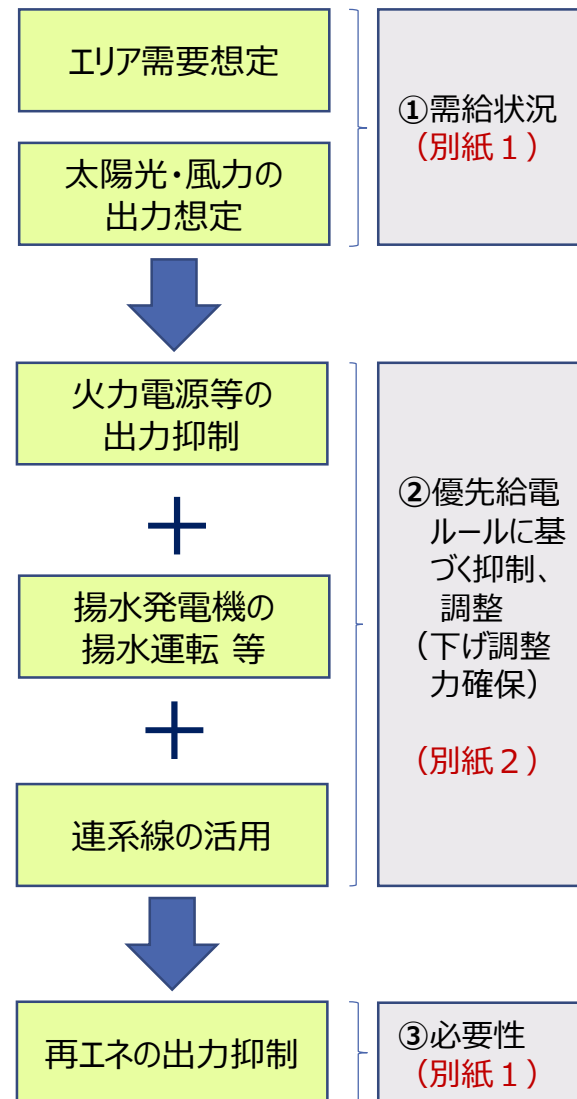 エリア需要想定
太陽光・風力の
出力想定
①需給状況
（別紙１）
火力電源等の
出力抑制
＋
揚水発電機の
揚水運転 等
＋
連系線の活用
②優先給電
ルールに基
づく抑制、
調整
（下げ調整
力確保）
（別紙２）
再エネの出力抑制
③必要性
（別紙１）